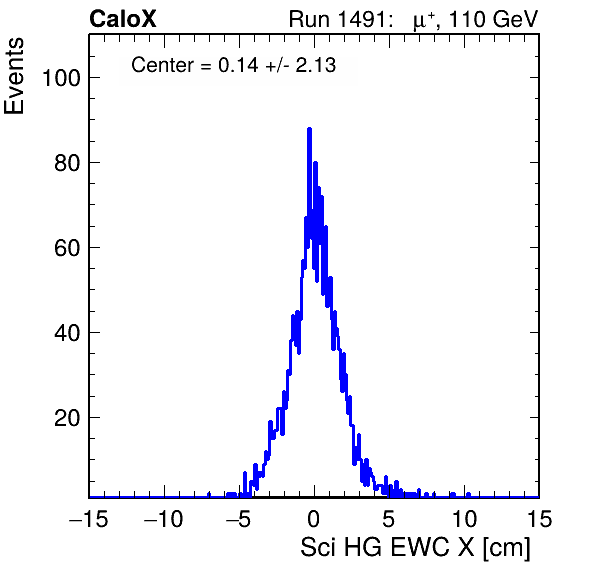 CaloX Run 1491: μ⁺, 110 GeV
Events
Center = 0.14 +/- 2.13
100
80
60
40
20
−15 −10 −5 0 5 10 15
Sci HG EWC X [cm]